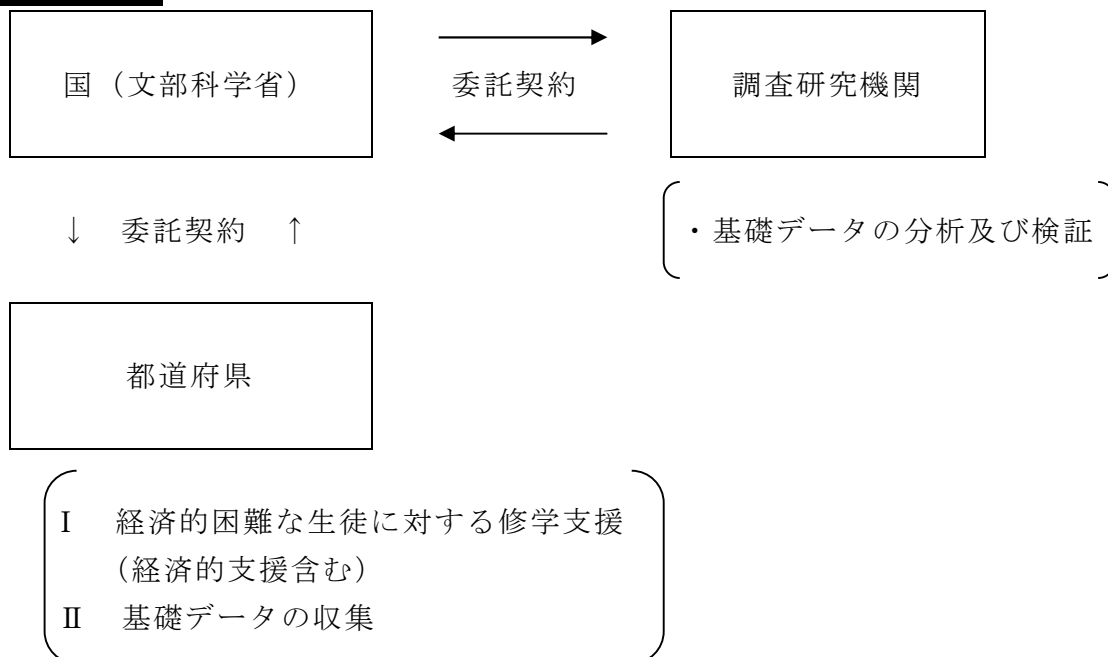 国（文部科学省）
委託契約
調査研究機関
↓ 委託契約 ↑
・基礎データの分析及び検証
都道府県
Ⅰ 経済的困難な生徒に対する修学支援
（経済的支援含む）
Ⅱ 基礎データの収集